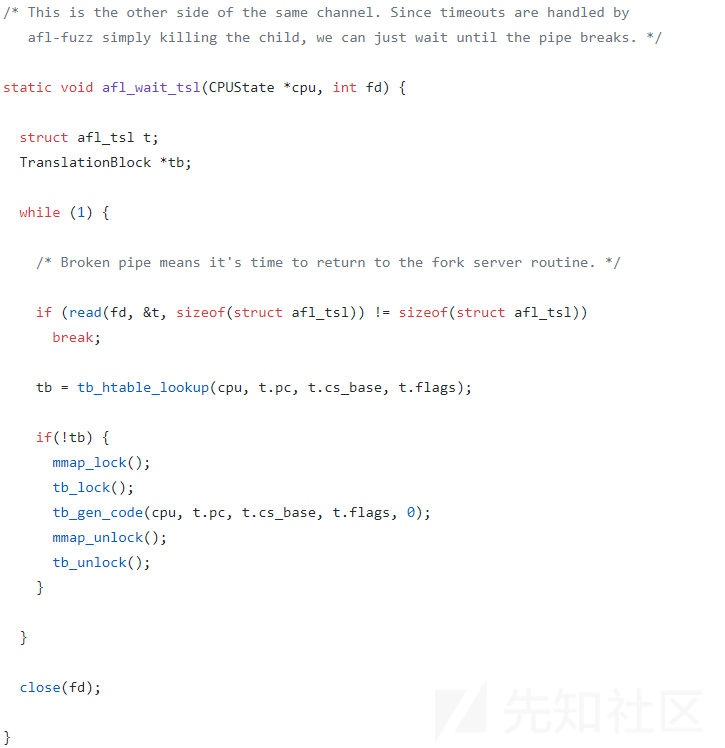 /* This is the other side of the same channel. Since timeouts are handled by
   afl-fuzz simply killing the child, we can just wait until the pipe breaks. */
static void afl_wait_tsl(CPUState *cpu, int fd) {
  struct afl_tsl t;
  TranslationBlock *tb;
  while (1) {
    /* Broken pipe means it's time to return to the fork server routine. */
    if (read(fd, &t, sizeof(struct afl_tsl)) != sizeof(struct afl_tsl))
      break;
    tb = tb_htable_lookup(cpu, t.pc, t.cs_base, t.flags);
    if(!tb) {
      mmap_lock();
      tb_lock();
      tb_gen_code(cpu, t.pc, t.cs_base, t.flags, 0);
      mmap_unlock();
      tb_unlock();
    }
  }
  close(fd);
}
先知社区